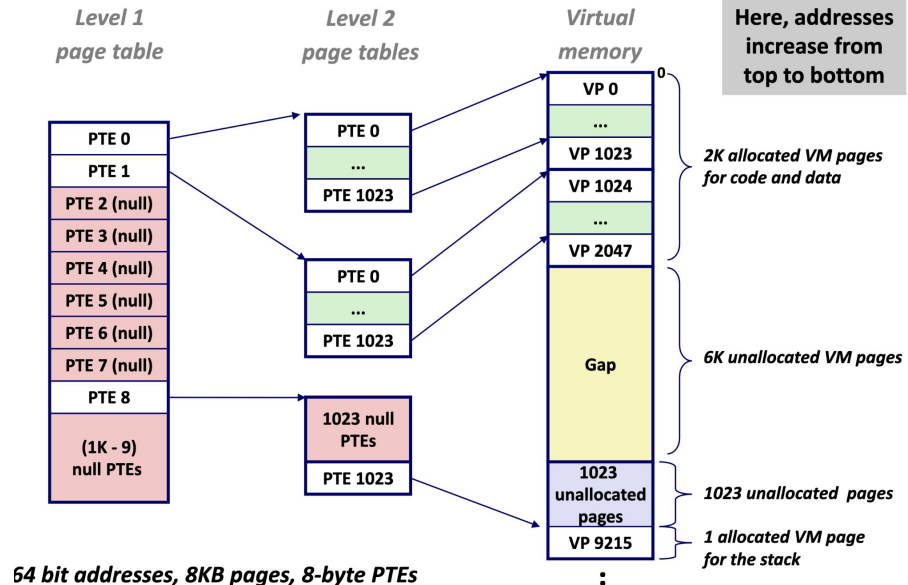 Level 1
page table
Level 2
page tables
Virtual
memory
Here, addresses
increase from
top to bottom
PTE 0
PTE 1
PTE 2 (null)
PTE 3 (null)
PTE 4 (null)
PTE 5 (null)
PTE 6 (null)
PTE 7 (null)
PTE 8
(1K - 9)
null PTEs
PTE 0
...
PTE 1023
PTE 0
...
PTE 1023
1023 null
PTEs
PTE 1023
0
VP 0
...
VP 1023
VP 1024
...
VP 2047
Gap
1023
unallocated
pages
VP 9215
2K allocated VM pages
for code and data
6K unallocated VM pages
1023 unallocated pages
1 allocated VM page
for the stack
64 bit addresses, 8KB pages, 8-byte PTEs